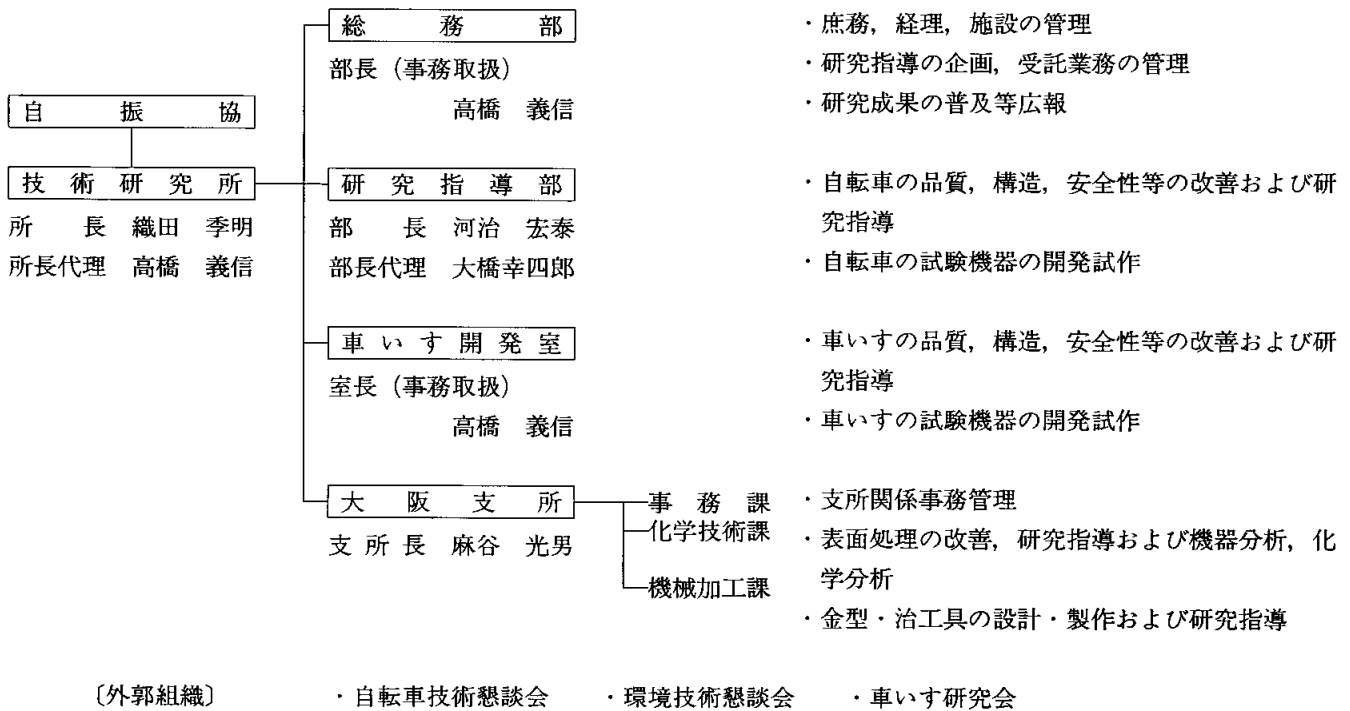 自振協
技術研究所
所長 織田 季明
所長代理 高橋 義信
総務部
部長（事務取扱）
高橋 義信
・庶務，経理，施設の管理
・研究指導の企画，受託業務の管理
・研究成果の普及等広報
研究指導部
部長 河治 宏泰
部長代理 大橋幸四郎
・自転車の品質，構造，安全性等の改善および研
究指導
・自転車の試験機器の開発試作
車いす開発室
室長（事務取扱）
高橋 義信
・車いすの品質，構造，安全性等の改善および研
究指導
・車いすの試験機器の開発試作
大阪支所
支所長 麻谷 光男
事務課
化学技術課
機械加工課
・支所関係事務管理
・表面処理の改善，研究指導および機器分析，化
学分析
・金型・治工具の設計・製作および研究指導
〔外郭組織〕 ・自転車技術懇談会 ・環境技術懇談会 ・車いす研究会